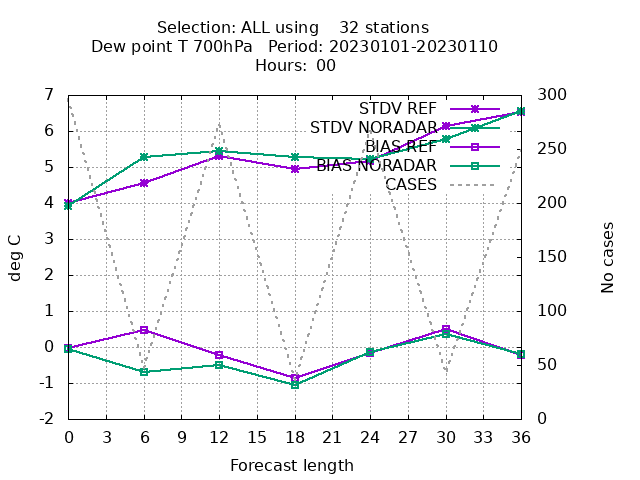 Selection: ALL using 32 stations
Dew point T 700hPa Period: 20230101-20230110
Hours: 00
7
6
5
4
3
2
1
0
-1
-2
deg C
300
250
200
150
100
50
0
No cases
STDV REF
STDV NORADAR
BIAS REF
BIAS NORADAR
CASES
0 3 6 9 12 15 18 21 24 27 30 33 36
Forecast length